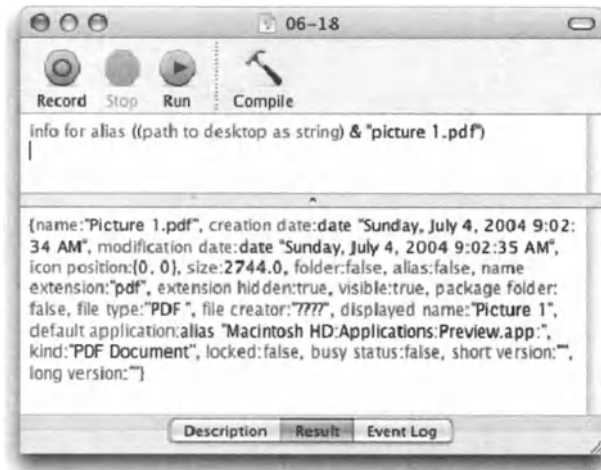 06-18
Record Stop Run Compile
info for alias ((path to desktop as string) & "picture 1.pdf")
{name:"Picture 1.pdf", creation date:date "Sunday, July 4, 2004 9:02:
34 AM", modification date:date "Sunday, July 4, 2004 9:02:35 AM",
icon position:{0, 0}, size:2744.0, folder:false, alias:false, name
extension:"pdf", extension hidden:true, visible:true, package folder:
false, file type:"PDF ", file creator:"????", displayed name:"Picture 1",
default application:alias "Macintosh HD:Applications:Preview.app:",
kind:"PDF Document", locked:false, busy status:false, short version:"",
long version:""}
Description Result Event Log